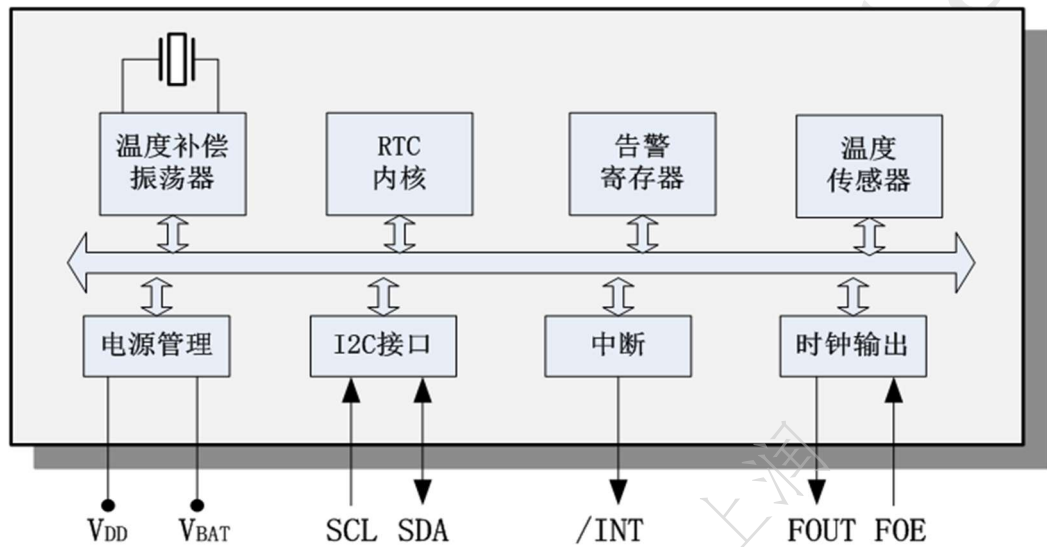 温度补偿
振荡器
RTC
内核
告警
寄存器
温度
传感器
电源管理
I2C接口
中断
时钟输出
VDD
VBAT
SCL
SDA
/INT
FOUT
FOE
上润